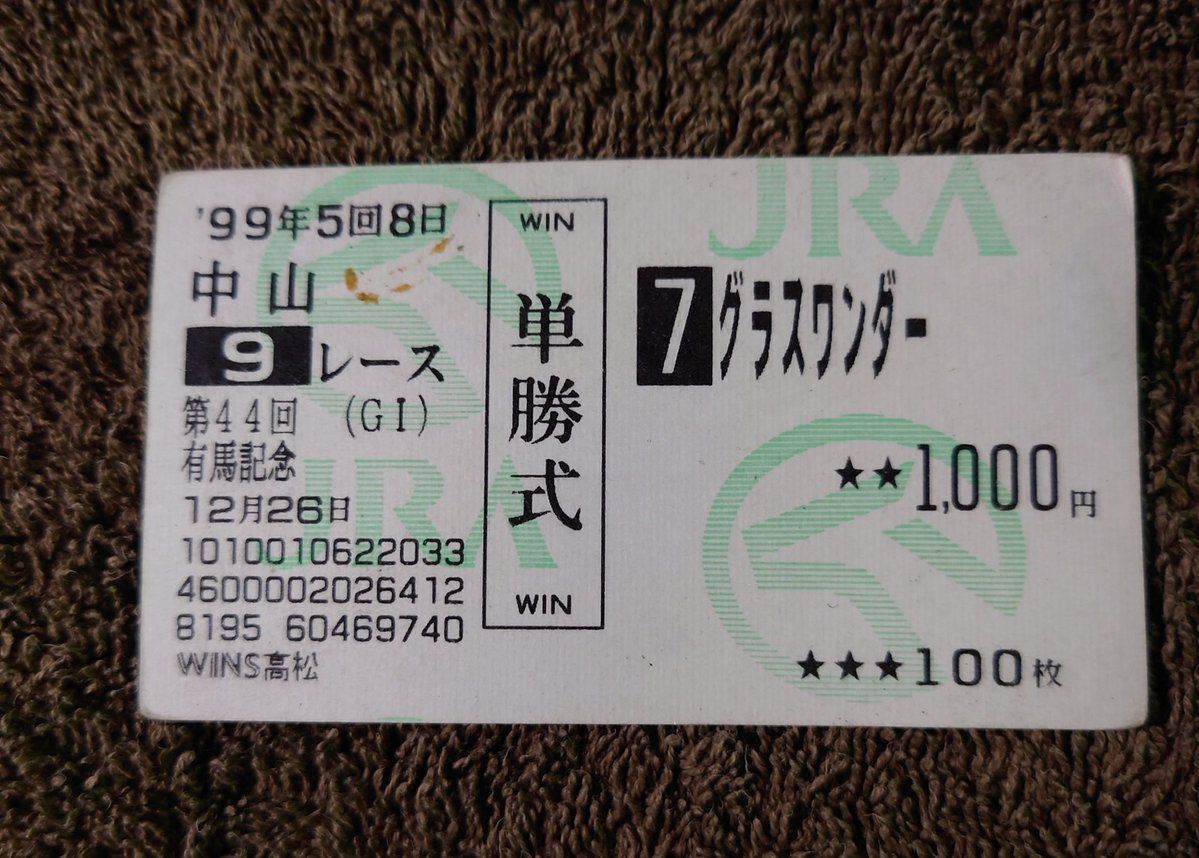 '99年5回8日
中山
9レース
第44回 (GI)
有馬記念
12月26日
1010010622033
4600002026412
8195 60469740
WINS高松
WIN
単勝式
WIN
JRA
7グラスワンダー
★★1,000円
★★★100枚
JRA